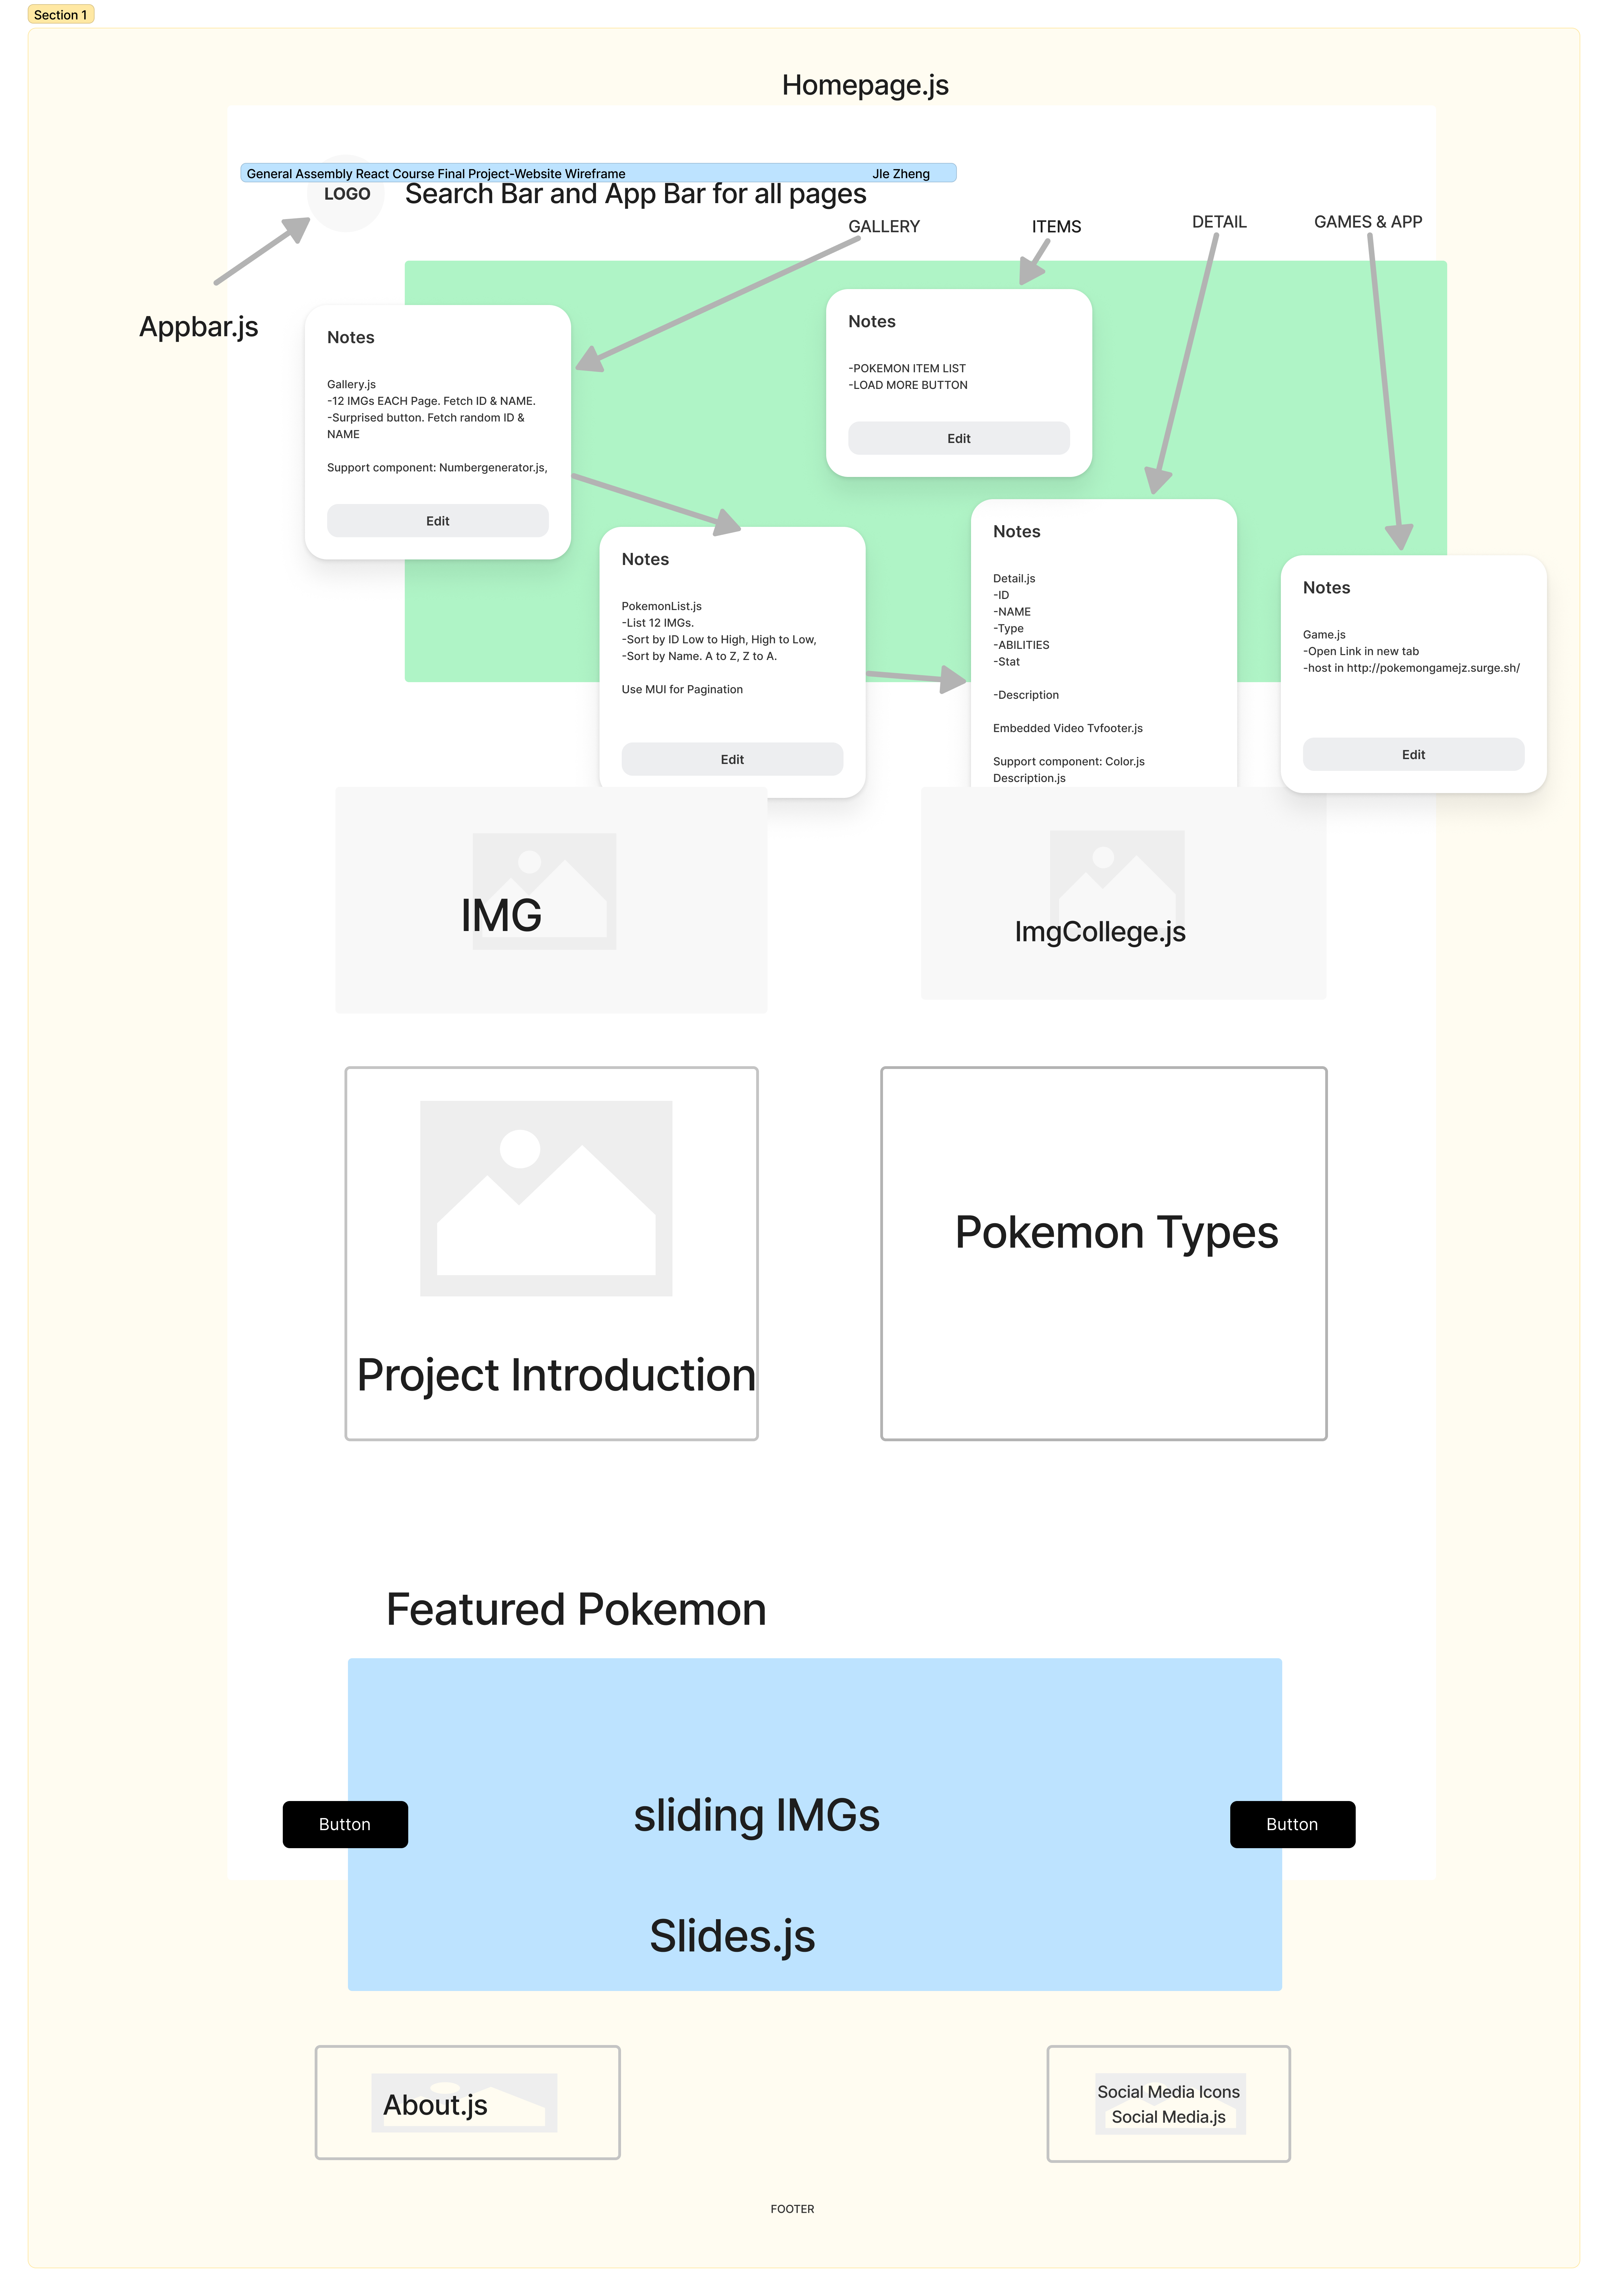 Section 1
Homepage.js
General Assembly React Course Final Project-Website Wireframe JIe Zheng
LOGO
Search Bar and App Bar for all pages
GALLERY
ITEMS
DETAIL
GAMES & APP
Appbar.js
Notes
Gallery.js
-12 IMGs EACH Page. Fetch ID & NAME.
-Surprised button. Fetch random ID &
NAME
Support component: Numbergenerator.js,
Edit
Notes
-POKEMON ITEM LIST
-LOAD MORE BUTTON
Edit
Notes
PokemonList.js
-List 12 IMGs.
-Sort by ID Low to High, High to Low,
-Sort by Name. A to Z, Z to A.
Use MUI for Pagination
Edit
Notes
Detail.js
-ID
-NAME
-Type
-ABILITIES
-Stat
-Description
Embedded Video Tvfooter.js
Support component: Color.js
Description.js
Notes
Game.js
-Open Link in new tab
-host in http://pokemongamejz.surge.sh/
Edit
IMG
ImgCollege.js
Project Introduction
Pokemon Types
Featured Pokemon
sliding IMGs
Button
Button
Slides.js
About.js
Social Media Icons
Social Media.js
FOOTER